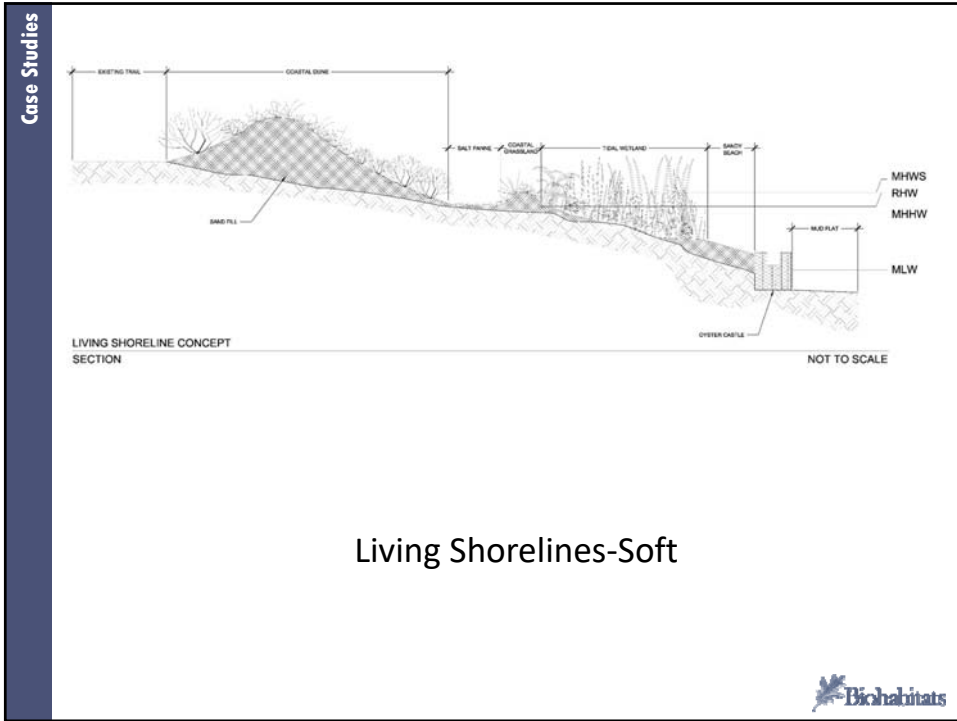 Case Studies
EXISTING TRAIL
COASTAL DUNE
SALT PANNE
COASTAL
GRASSLAND
TIDAL WETLAND
SANDY
BEACH
MHWS
RHW
MHHW
MUD FLAT
SAND FILL
MLW
OYSTER CASTLE
LIVING SHORELINE CONCEPT
SECTION
NOT TO SCALE
Living Shorelines-Soft
Biohabitats